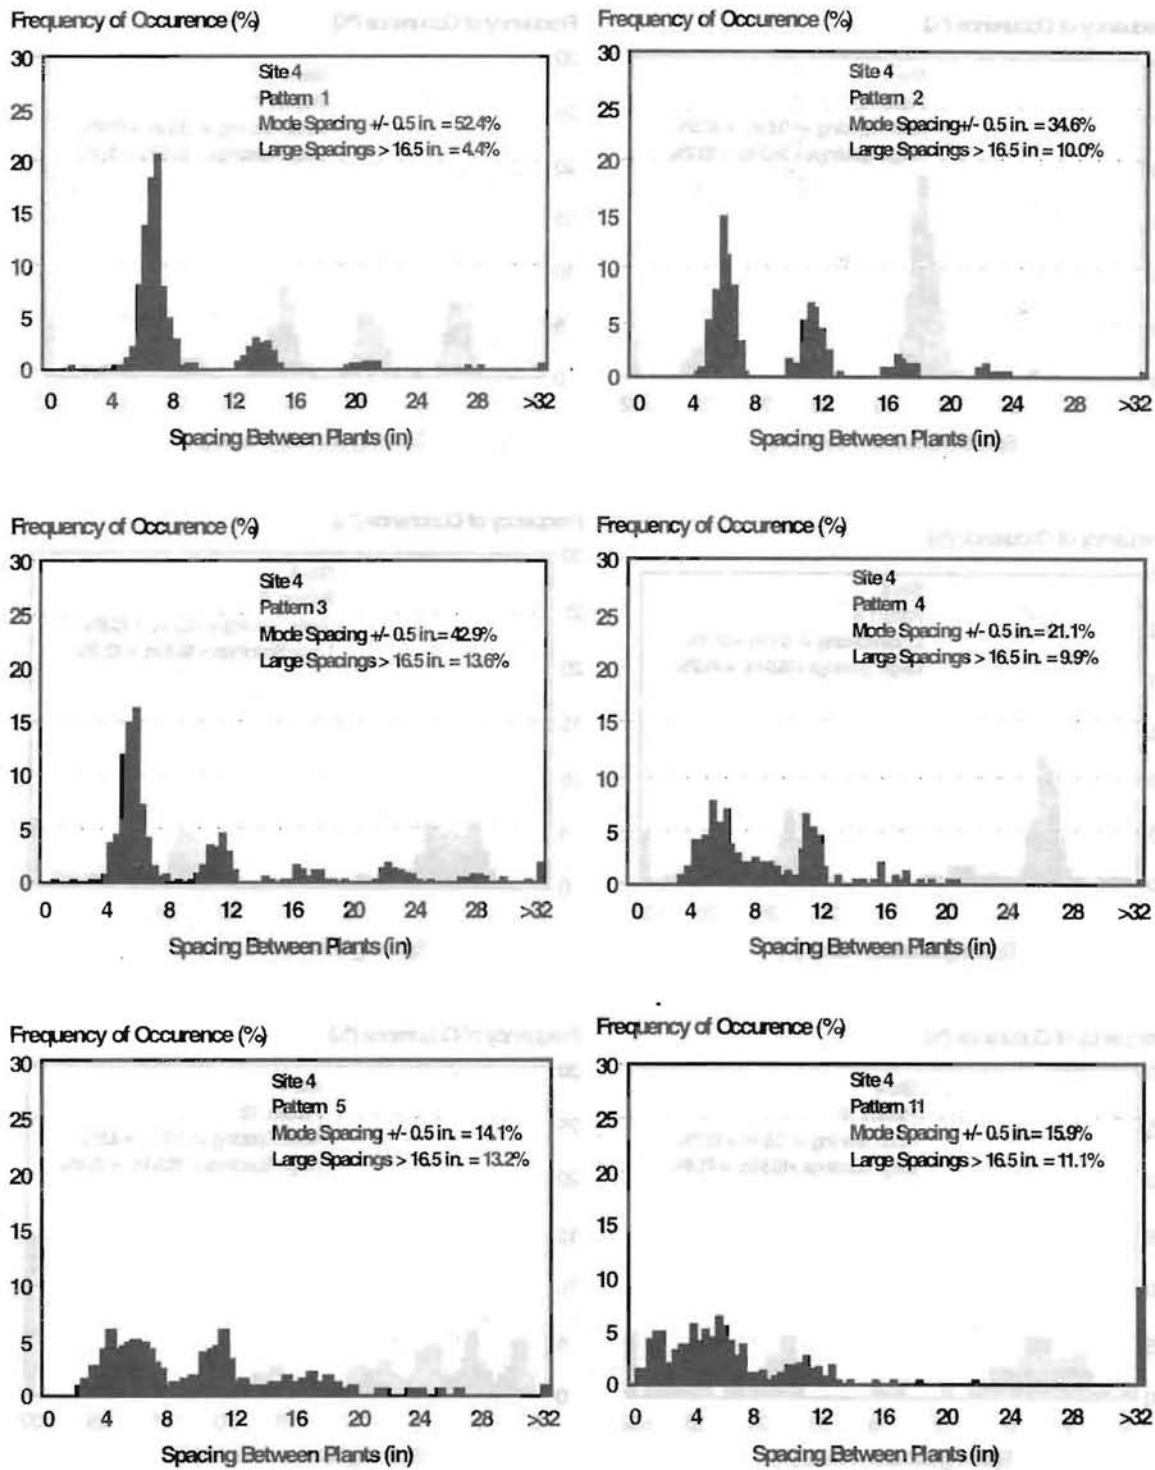 Frequency of Occurence (%)
30
25
20
15
10
5
0
Site 4
Pattern 1
Mode Spacing +/- 0.5 in. = 52.4%
Large Spacings > 16.5 in. = 4.4%
0 4 8 12 16 20 24 28 >32
Spacing Between Plants (in)
Frequency of Occurence (%)
30
25
20
15
10
5
0
Site 4
Pattern 2
Mode Spacing+/- 0.5 in. = 34.6%
Large Spacings > 16.5 in = 10.0%
0 4 8 12 16 20 24 28 >32
Spacing Between Plants (in)
Frequency of Occurence (%)
30
25
20
15
10
5
0
Site 4
Pattern 3
Mode Spacing +/- 0.5 in.= 42.9%
Large Spacings > 16.5 in. = 13.6%
0 4 8 12 16 20 24 28 >32
Spacing Between Plants (in)
Frequency of Occurence (%)
30
25
20
15
10
5
0
Site 4
Pattern 4
Mode Spacing +/- 0.5 in. = 21.1%
Large Spacings > 16.5 in. = 9.9%
0 4 8 12 16 20 24 28 >32
Spacing Between Plants (in)
Frequency of Occurence (%)
30
25
20
15
10
5
0
Site 4
Pattern 5
Mode Spacing +/- 0.5 in. = 14.1%
Large Spacings > 16.5 in. = 13.2%
0 4 8 12 16 20 24 28 >32
Spacing Between Plants (in)
Frequency of Occurence (%)
30
25
20
15
10
5
0
Site 4
Pattern 11
Mode Spacing +/- 0.5 in.= 15.9%
Large Spacings > 16.5 in. = 11.1%
0 4 8 12 16 20 24 28 >32
Spacing Between Plants (in)